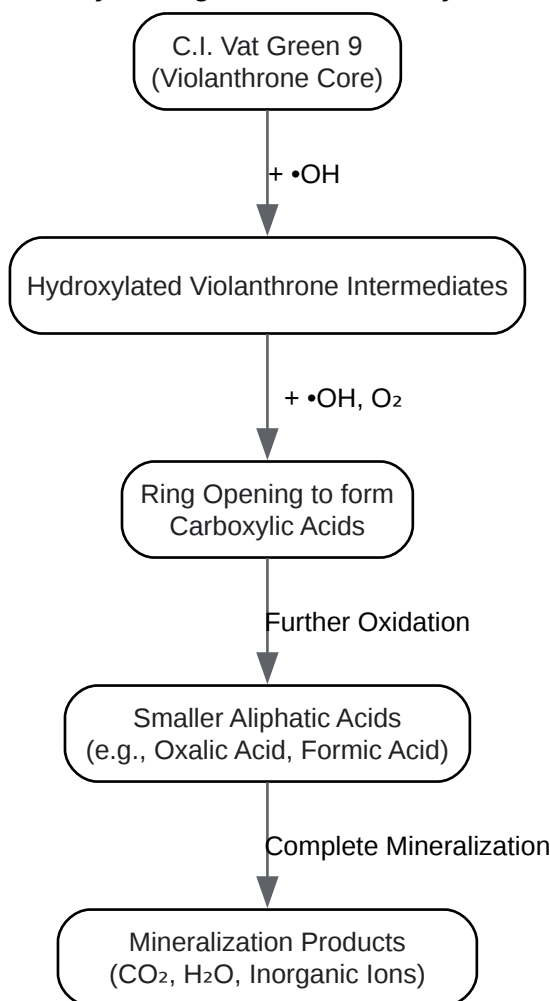 C.I. Vat Green 9
(Violanthrone Core)
+ •OH
Hydroxylated Violanthrone Intermediates
+ •OH, O₂
Ring Opening to form
Carboxylic Acids
Further Oxidation
Smaller Aliphatic Acids
(e.g., Oxalic Acid, Formic Acid)
Complete Mineralization
Mineralization Products
(CO₂, H₂O, Inorganic Ions)